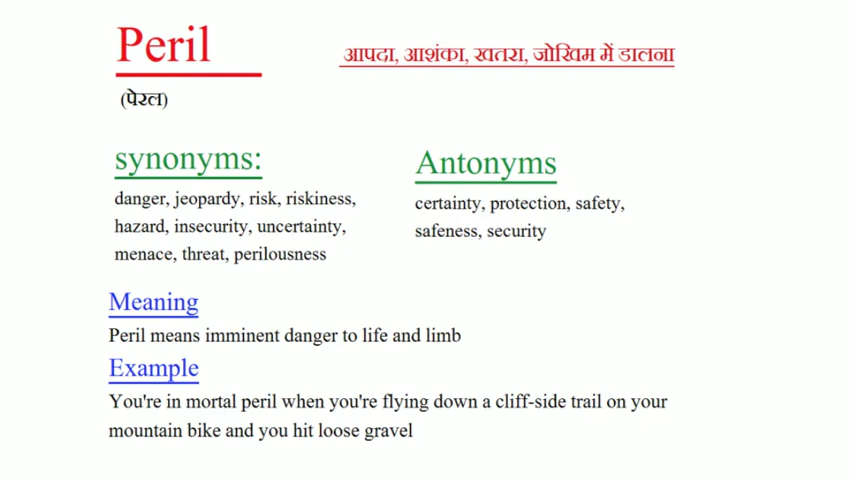 Peril
आपदा, आशंका, खतरा, जोखिम में डालना
(पेरल)
synonyms:
danger, jeopardy, risk, riskiness,
hazard, insecurity, uncertainty,
menace, threat, perilousness
Antonyms
certainty, protection, safety,
safeness, security
Meaning
Peril means imminent danger to life and limb
Example
You're in mortal peril when you're flying down a cliff-side trail on your
mountain bike and you hit loose gravel